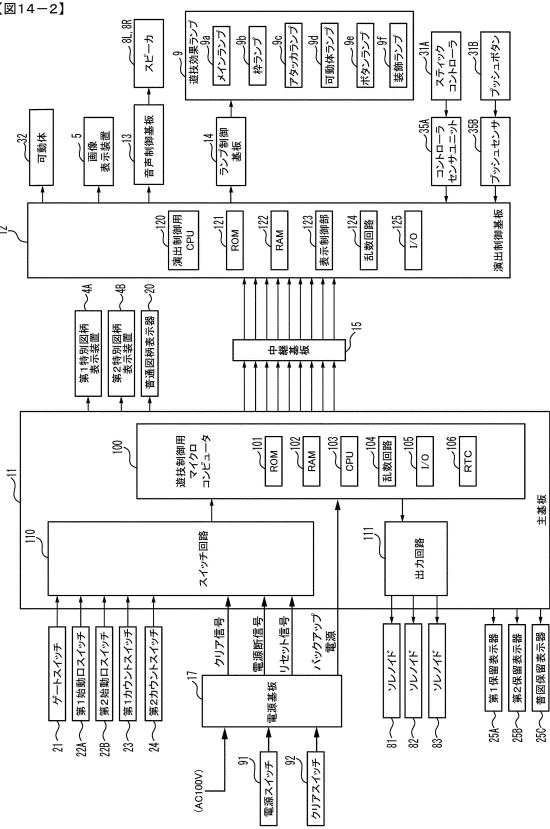 【図14-2】
32
可動体
5
画像
表示装置
8L,8R
スピーカ
13
音声制御基板
9
遊技効果ランプ
9a
メインランプ
9b
枠ランプ
9c
アタッカランプ
9d
可動体ランプ
9e
ボタンランプ
9f
装飾ランプ
14
ランプ制御
基板
31A
スティック
コントローラ
35A
コントローラ
センサユニット
31B
プッシュボタン
35B
プッシュセンサ
12
120
演出制御用
CPU
121
ROM
122
RAM
123
表示制御部
124
乱数回路
125
I/O
演出制御基板
4A
第1特別図柄
表示装置
4B
第2特別図柄
表示装置
20
普通図柄表示器
中継基板
15
11
100
遊技制御用
マイクロ
コンピュータ
101
ROM
102
RAM
103
CPU
104
乱数回路
105
I/O
106
RTC
主基板
110
スイッチ回路
111
出力回路
21
ゲートスイッチ
22A
第1始動口スイッチ
22B
第2始動口スイッチ
23
第1カウントスイッチ
24
第2カウントスイッチ
クリア信号
電源断信号
リセット信号
バックアップ
電源
17
電源基板
(AC100V)
91
電源スイッチ
92
クリアスイッチ
81
ソレノイド
82
ソレノイド
83
ソレノイド
25A
第1保留表示器
25B
第2保留表示器
25C
普図保留表示器